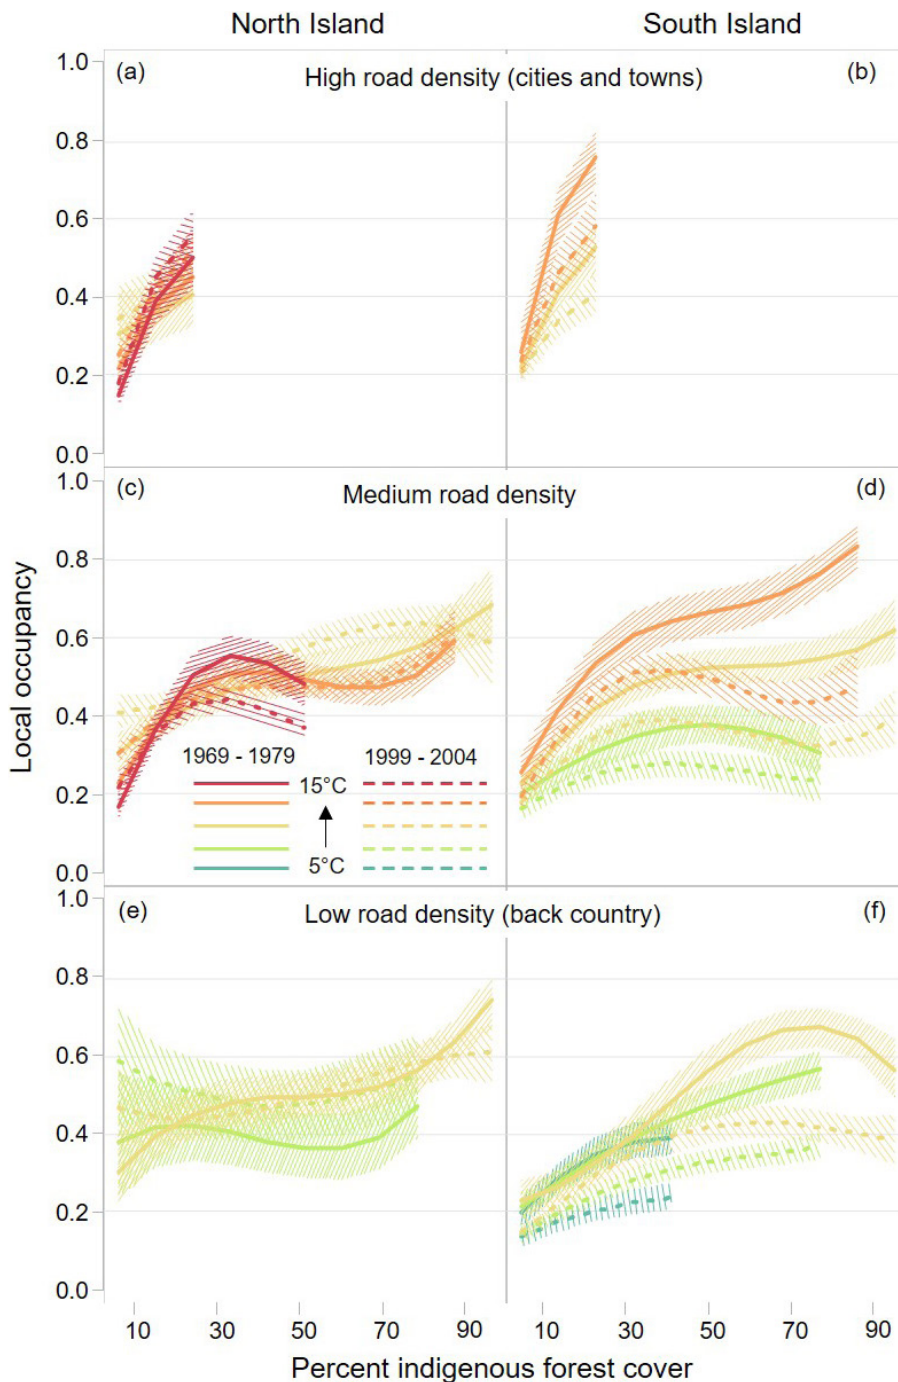 North Island South Island
(a) High road density (cities and towns) (b)
1.0
0.8
0.6
0.4
0.2
0.0
(c) Medium road density (d)
1.0
0.8
0.6
0.4
0.2
0.0
Local occupancy
1969 - 1979 1999 - 2004
15°C
5°C
(e) Low road density (back country) (f)
1.0
0.8
0.6
0.4
0.2
0.0
10 30 50 70 90 10 30 50 70 90
Percent indigenous forest cover